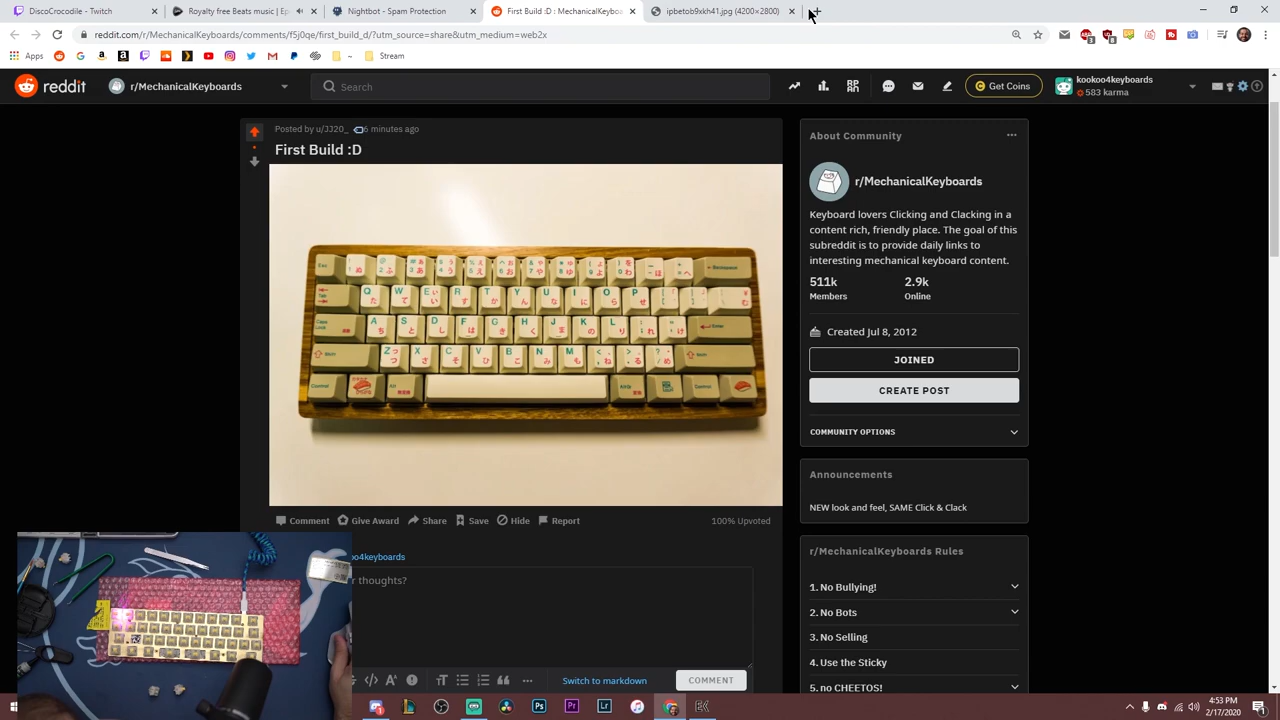 DiscoCrocodile - Twitch
Royalty free Beats: music for s
Nightbot - Spam Protection
First Build :D : MechanicalKeyboa
ipbetob9xkh41.jpg (4200×2800)
reddit.com/r/MechanicalKeyboards/comments/f5j0qe/first_build_d/?utm_source=share&utm_medium=web2x
3
8
Apps
Stream
reddit
r/MechanicalKeyboards
Search
Get Coins
kookoo4keyboards
583 karma
Posted by u/JJ20_
6 minutes ago
First Build :D
Q W E R T Y U I O P
A S D F G H J K L
Z X C V B N M
Comment
Give Award
Share
Save
Hide
Report
100% Upvoted
oo4keyboards
r thoughts?
Switch to markdown
COMMENT
About Community
r/MechanicalKeyboards
Keyboard lovers Clicking and Clacking in a
content rich, friendly place. The goal of this
subreddit is to provide daily links to
interesting mechanical keyboard content.
511k
2.9k
Members
Online
Created Jul 8, 2012
JOINED
CREATE POST
COMMUNITY OPTIONS
Announcements
NEW look and feel, SAME Click & Clack
r/MechanicalKeyboards Rules
1. No Bullying!
2. No Bots
3. No Selling
4. Use the Sticky
5. no CHEETOS!
4:53 PM
2/17/2020